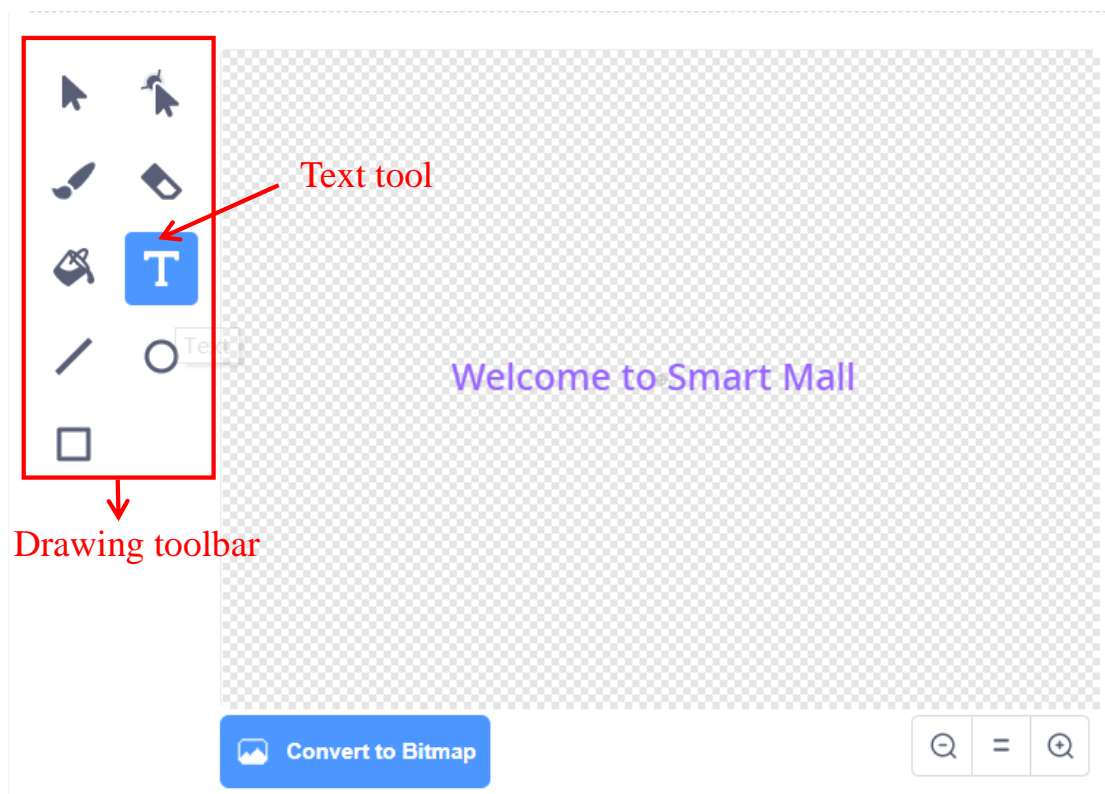 Text tool
T
Text
Welcome to Smart Mall
Drawing toolbar
Convert to Bitmap